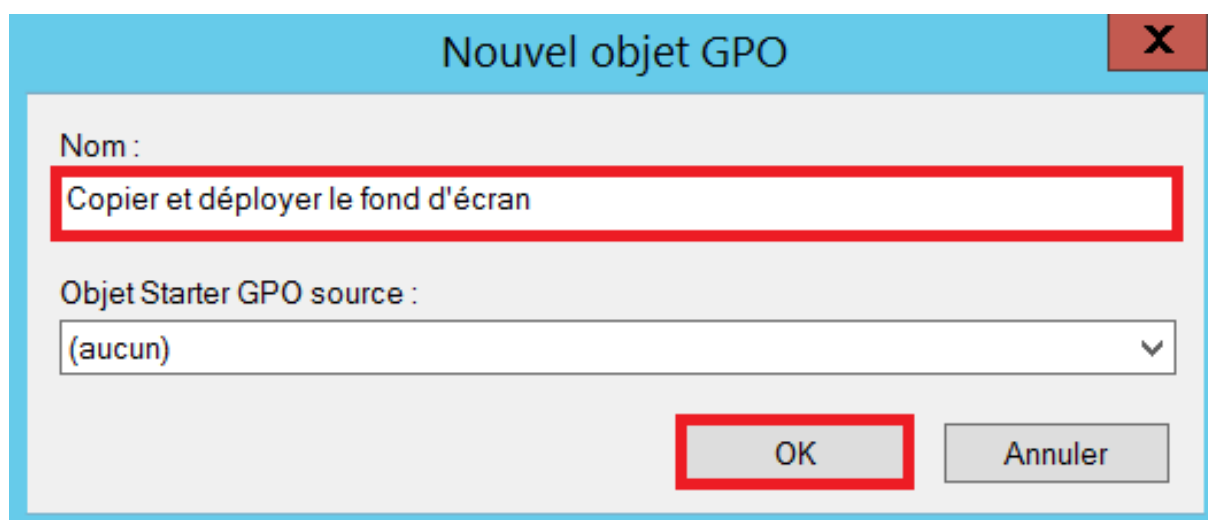 Nouvel objet GPO
X
Nom :
Copier et déployer le fond d'écran
Objet Starter GPO source :
(aucun)
OK
Annuler